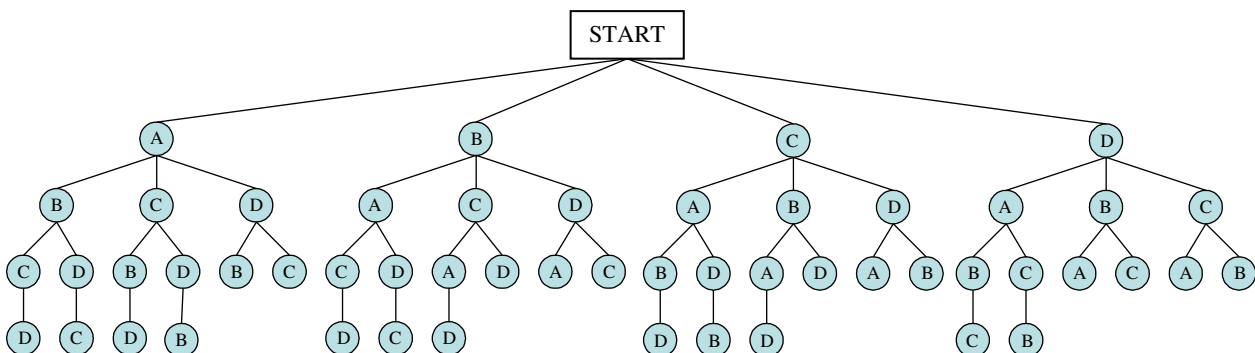 START
A B C D
B C D A C D A B D A B C
C D B D B C C D A D A C B D A D A B B C A C A B
D C D B D C D D B D C B